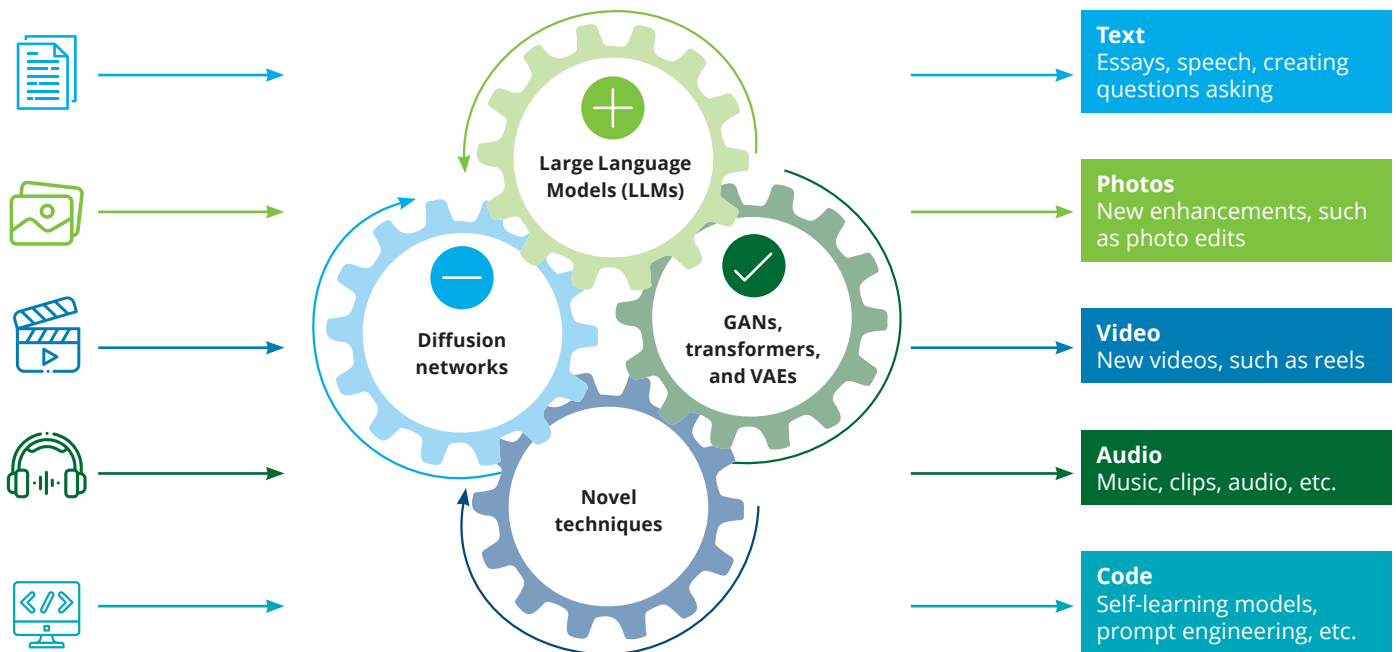 Large Language
Models (LLMs)
Diffusion
networks
GANs,
transformers,
and VAEs
Novel
techniques
Text
Essays, speech, creating
questions asking
Photos
New enhancements, such
as photo edits
Video
New videos, such as reels
Audio
Music, clips, audio, etc.
Code
Self-learning models,
prompt engineering, etc.